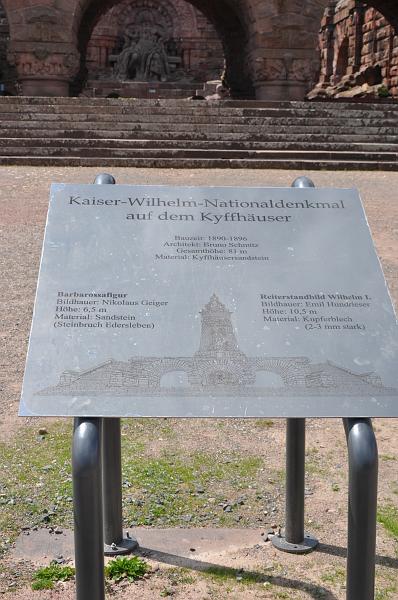 Kaiser-Wilhelm-Nationaldenkmal
auf dem Kyffhäuser
Bauzeit: 1890-1896
Architekt: Bruno Schmitz
Gesamthöhe: 81 m
Material: Kyffhäusersandstein
Barbarossafigur
Bildhauer: Nikolaus Geiger
Höhe: 6,5 m
Material: Sandstein
(Steinbruch Edersleben)
Reiterstandbild Wilhelm I.
Bildhauer: Emil Hundrieser
Höhe: 10,5 m
Material: Kupferblech
(2-3 mm stark)